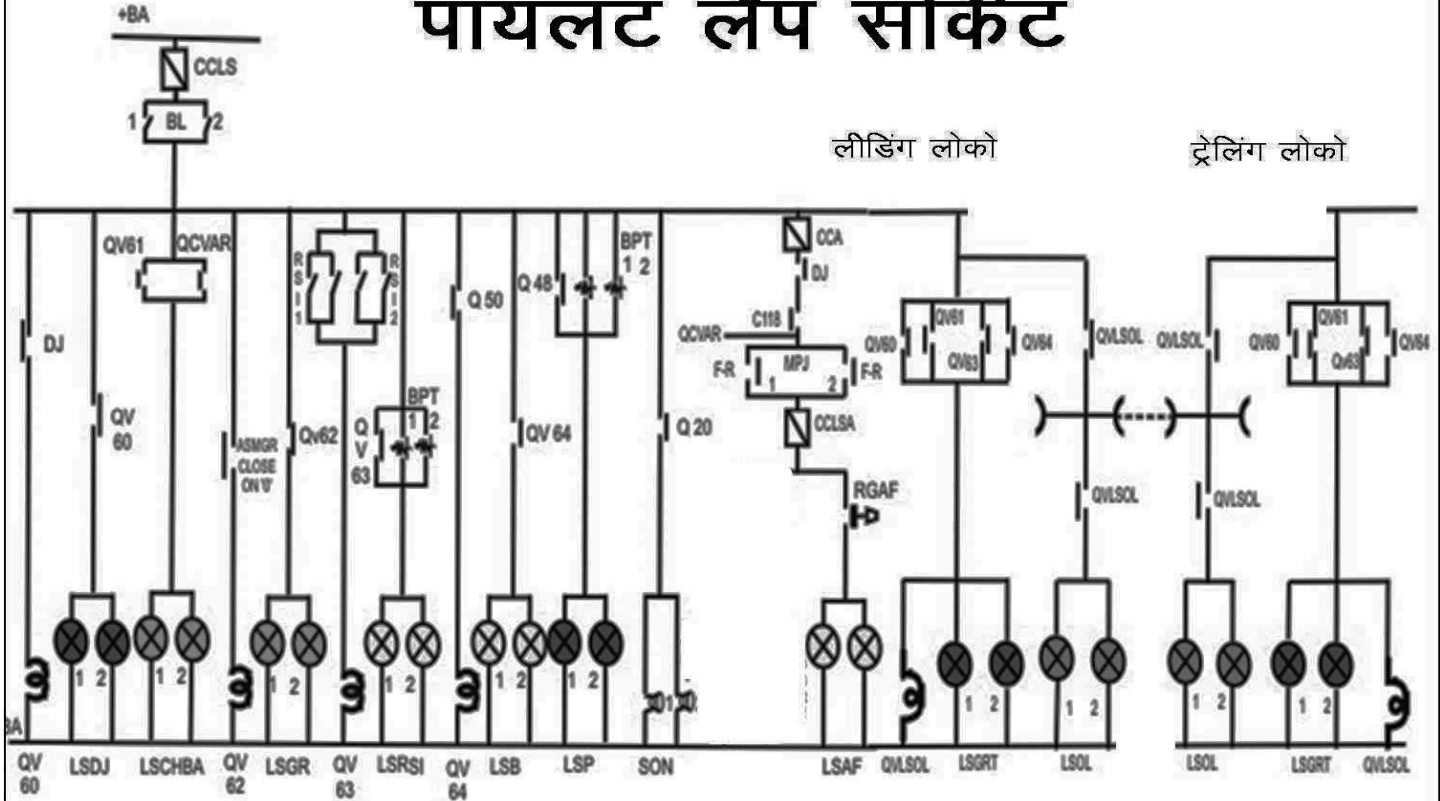 पायलट लैंप सर्किट
+BA
CCLS
1 BL 2
लीडिंग लोको
ट्रेलिंग लोको
QV61 QCVAR
RSI1
RSI2
BPT
1 2
Q 48
Q 50
CCA
DJ
C118
QCVAR
F-R MPJ F-R
1 2
CCLSA
RGAF
QV61
QV60 QV64
QV63
QVLSOL
QVLSOL
QV61
QV60 QV64
Qv63
DJ
QV
60
ASMGR
CLOSE
ON '0'
Qv62
BPT
1 2
Q
V
63
QV 64
Q 20
QVLSOL
QVLSOL
1 2 1 2 1 2 1 2 1 2 1 2
1 2 1 2 1 2 1 2
BA
QV
60
LSDJ
LSCHBA
QV
62
LSGR
QV
63
LSRSI
QV
64
LSB
LSP
SON
LSAF
QVLSOL
LSGRT
LSOL
LSOL
LSGRT
QVLSOL